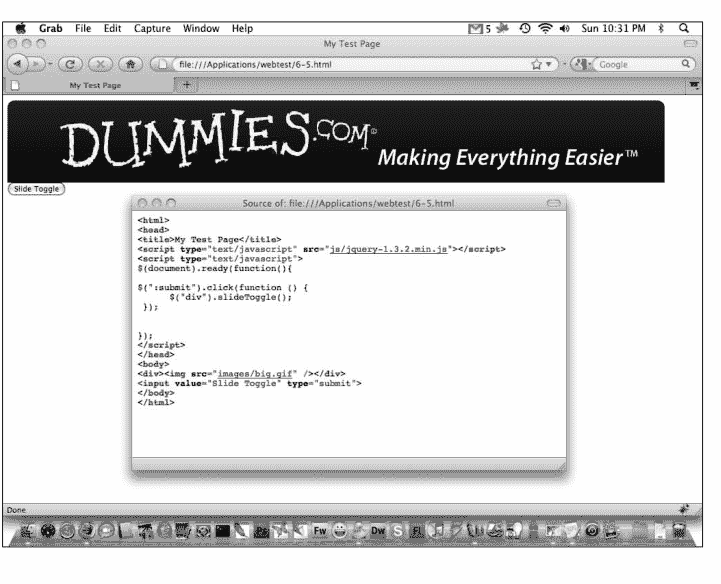 Grab File Edit Capture Window Help 5 Sun 10:31 PM
My Test Page
file:///Applications/webtest/6-5.html Google
My Test Page
DUMMIES.COM®
Making Everything Easier™
Slide Toggle
Source of: file:///Applications/webtest/6-5.html
<html>
<head>
<title>My Test Page</title>
<script type="text/javascript" src="js/jquery-1.3.2.min.js"></script>
<script type="text/javascript">
$(document).ready(function(){
$(":submit").click(function () {
$("div").slideToggle();
});
});
</script>
</head>
<body>
<div><img src="images/big.gif" /></div>
<input value="Slide Toggle" type="submit">
</body>
</html>
Done
Fw Dw S Fl